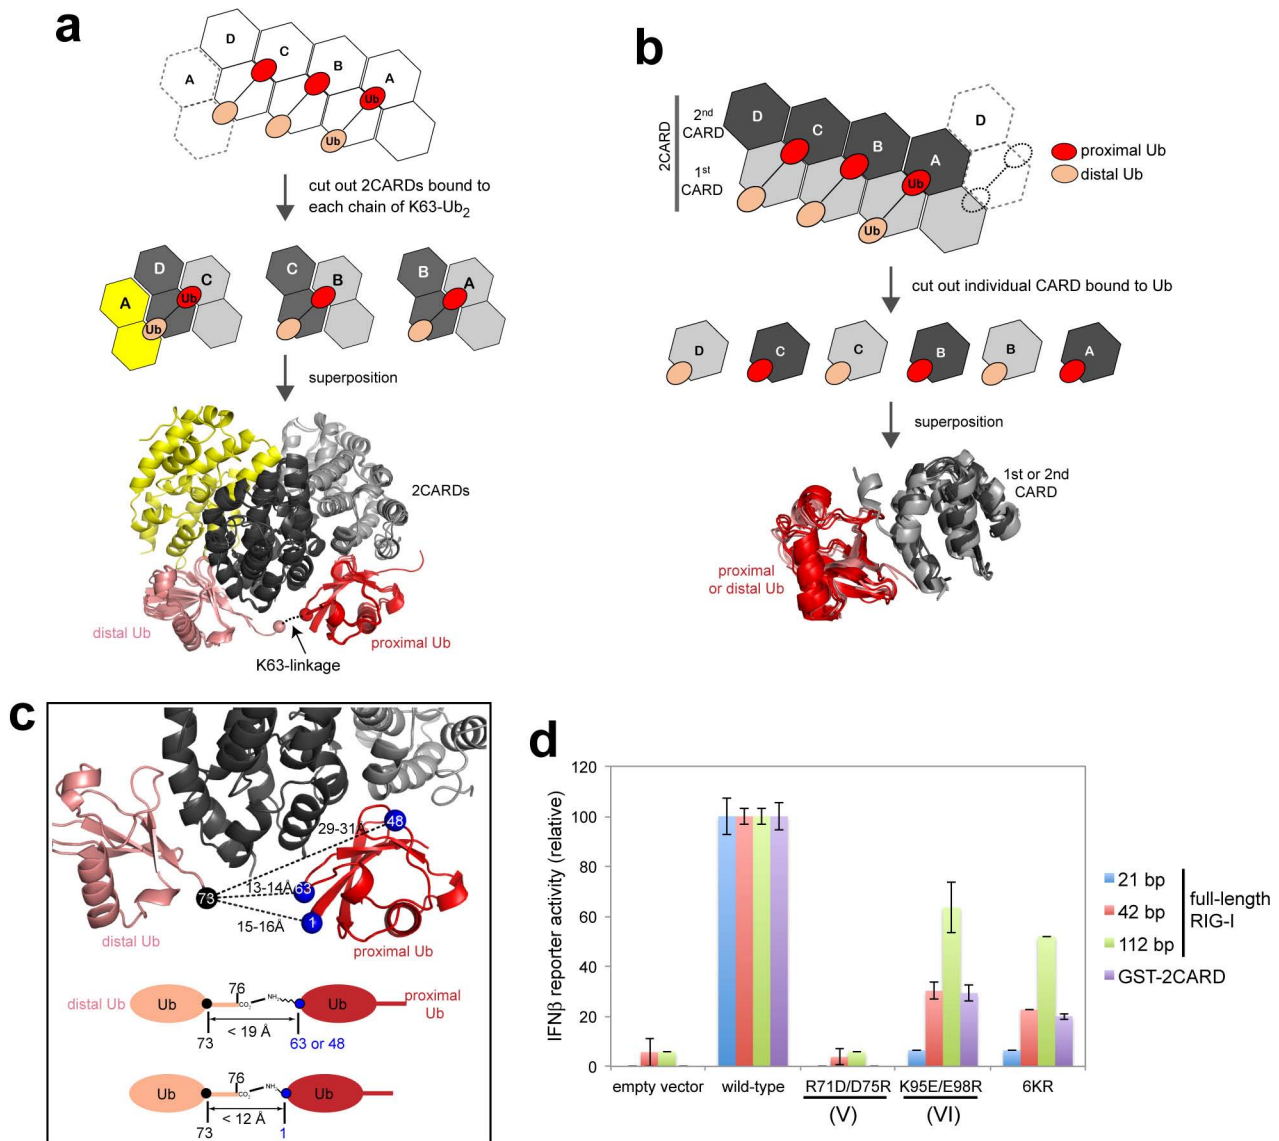 a
D
C
B
A
A
Ub
Ub
cut out 2CARDs bound to
each chain of K63-Ub2
D
C
A
Ub
Ub
C
B
B
A
superposition
2CARDs
distal Ub
proximal Ub
K63-linkage
b
2CARD
2nd
CARD
1st
CARD
D
C
B
A
D
Ub
Ub
proximal Ub
distal Ub
cut out individual CARD bound to Ub
D
C
C
B
B
A
superposition
1st or 2nd
CARD
proximal
or distal Ub
c
48
29-31Å
73
13-14Å
63
15-16Å
1
distal Ub
proximal Ub
distal Ub
Ub
76
CO2-
NH2
Ub
proximal
Ub
< 19 Å
73
63 or 48
Ub
76
CO2-
NH2
Ub
< 12 Å
73
1
d
IFNβ reporter activity (relative)
120
100
80
60
40
20
0
empty vector
wild-type
R71D/D75R
(V)
K95E/E98R
(VI)
6KR
21 bp
42 bp
112 bp
full-length
RIG-I
GST-2CARD